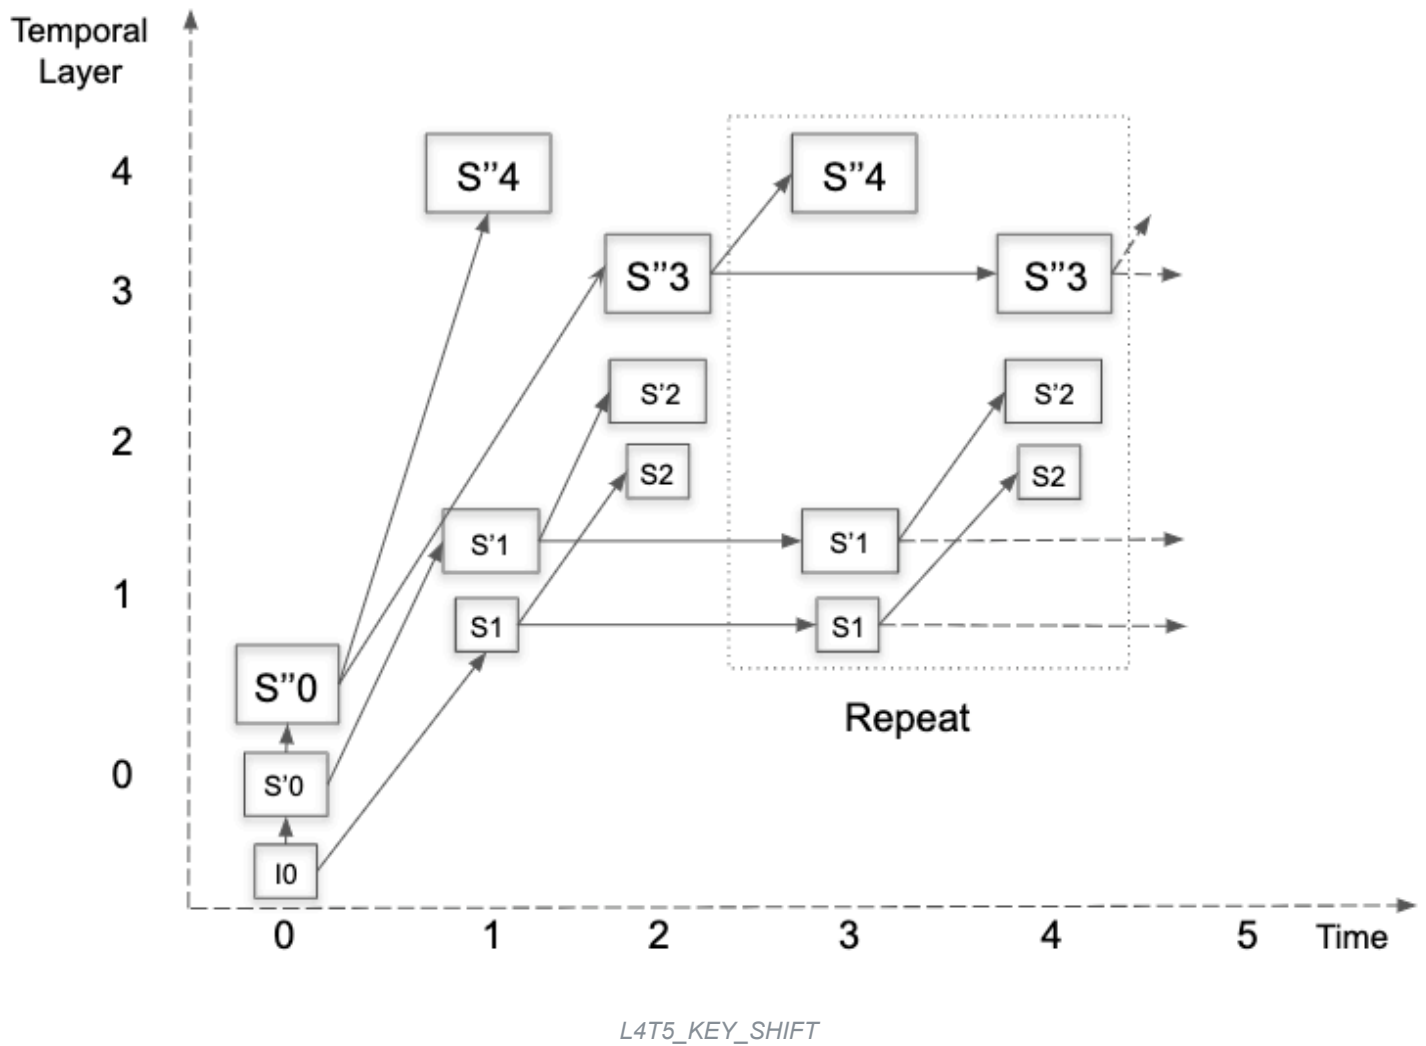 Temporal
Layer
4
S”4
S”4
3
S”3
S”3
S’2
S’2
2
S2
S2
S’1
S’1
1
S1
S1
S”0
Repeat
0
S’0
I0
0 1 2 3 4 5 Time
L4T5_KEY_SHIFT